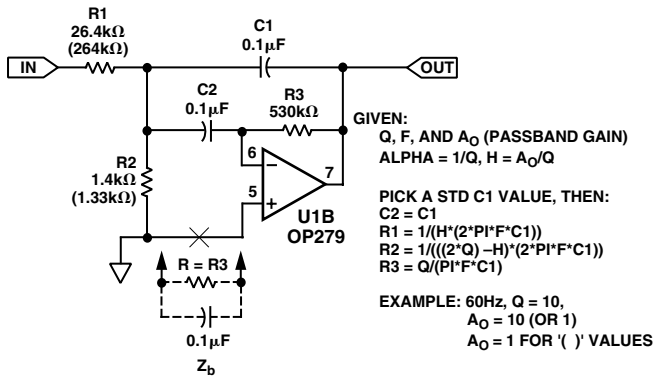 R1
26.4kΩ
(264kΩ)
C1
0.1µF
IN
OUT
C2
0.1µF
R3
530kΩ
R2
1.4kΩ
(1.33kΩ)
6
5
7
−
+
U1B
OP279
R = R3
0.1µF
Zb
GIVEN:
Q, F, AND AO (PASSBAND GAIN)
ALPHA = 1/Q, H = AO/Q
PICK A STD C1 VALUE, THEN:
C2 = C1
R1 = 1/(H*(2*PI*F*C1))
R2 = 1/(((2*Q) –H)*(2*PI*F*C1))
R3 = Q/(PI*F*C1)
EXAMPLE: 60Hz, Q = 10,
AO = 10 (OR 1)
AO = 1 FOR '( )' VALUES